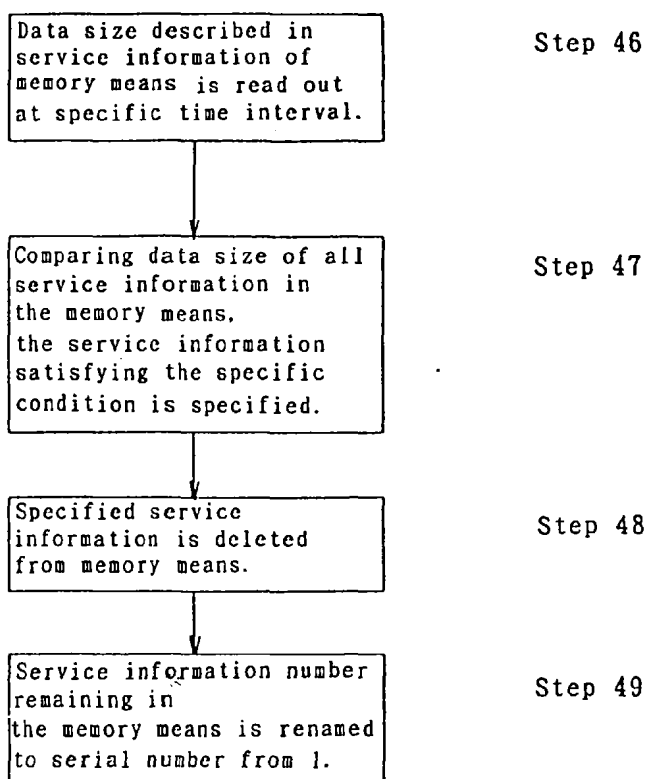 Data size described in
service information of
memory means is read out
at specific time interval.
Step 46
Comparing data size of all
service information in
the memory means,
the service information
satisfying the specific
condition is specified.
Step 47
Specified service
information is deleted
from memory means.
Step 48
Service information number
remaining in
the memory means is renamed
to serial number from 1.
Step 49